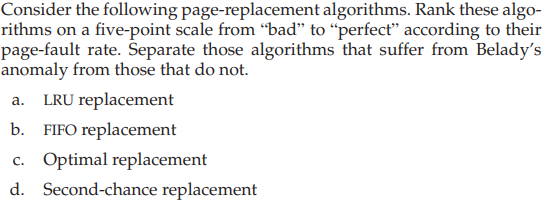 Consider the following page-replacement algorithms. Rank these algo-
rithms on a five-point scale from “bad” to “perfect” according to their
page-fault rate. Separate those algorithms that suffer from Belady’s
anomaly from those that do not.
a. LRU replacement
b. FIFO replacement
c. Optimal replacement
d. Second-chance replacement